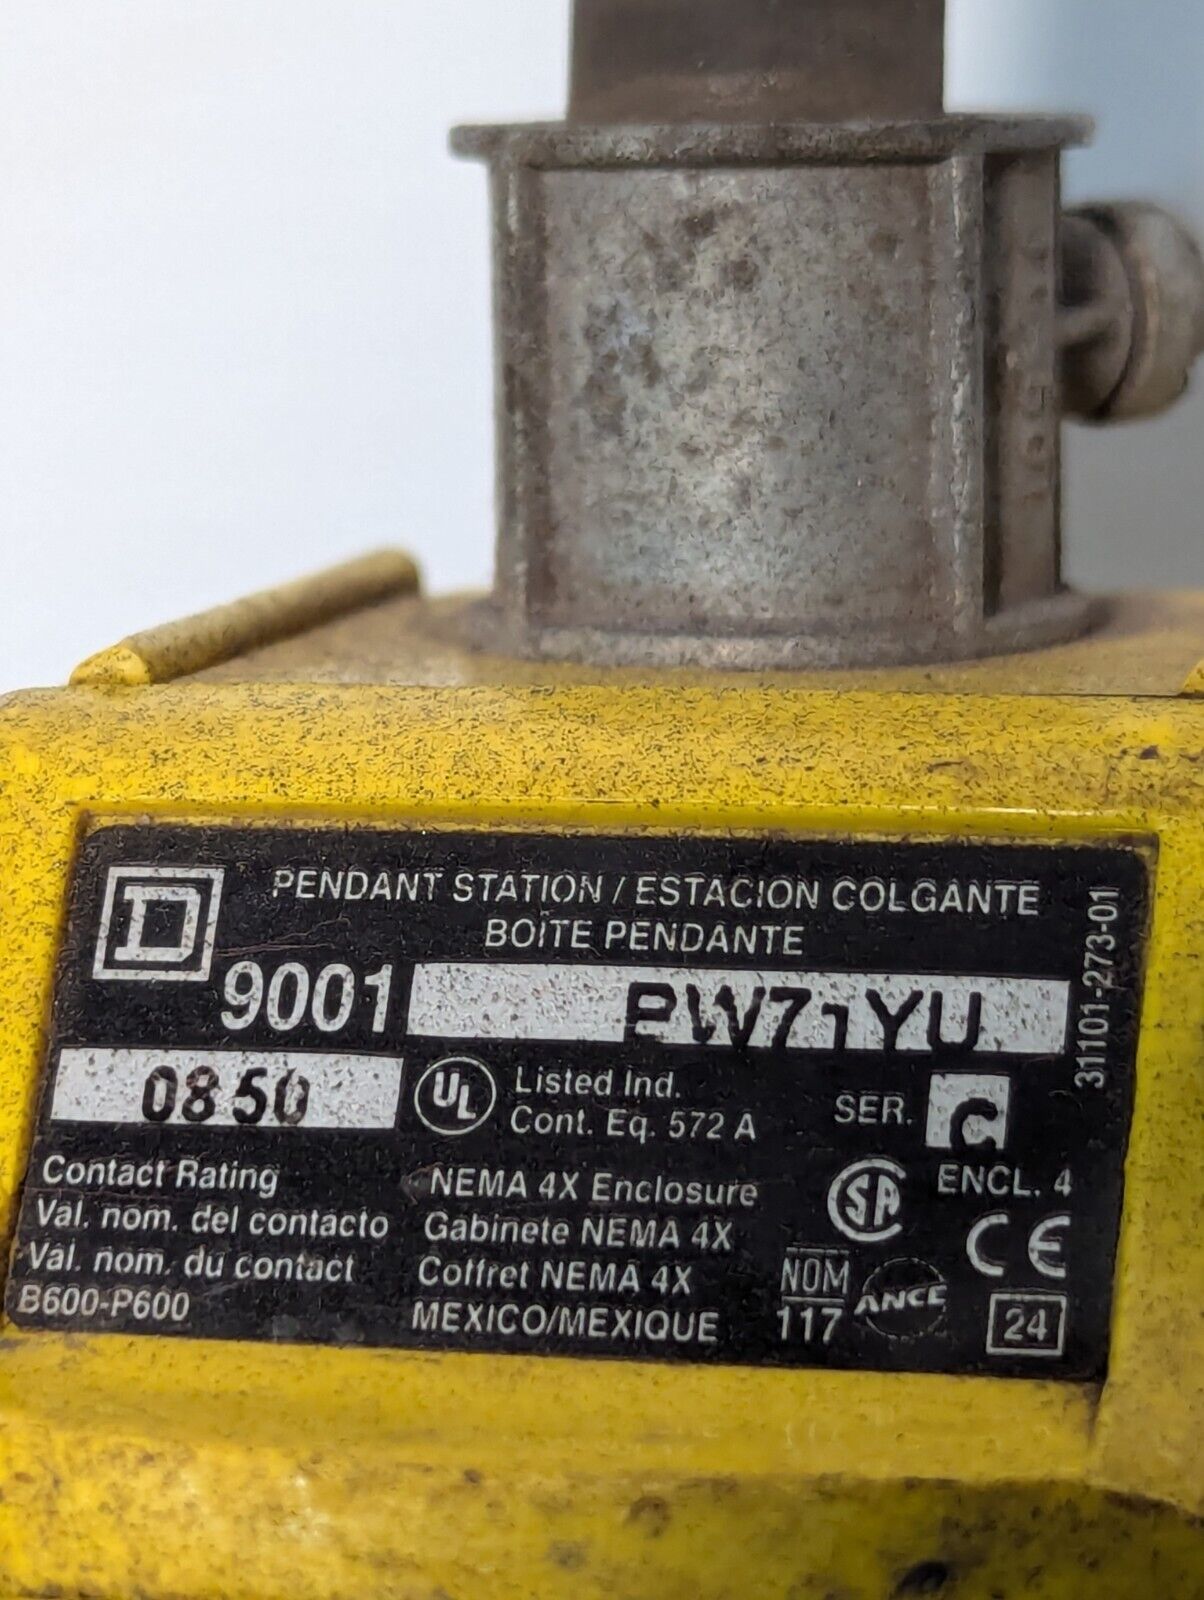 D
PENDANT STATION / ESTACION COLGANTE
BOITE PENDANTE
9001 PW71YU
31101-273-01
0850
UL Listed Ind.
Cont. Eq. 572 A
SER. C
Contact Rating
Val. nom. del contacto
Val. nom. du contact
B600-P600
NEMA 4X Enclosure
Gabinete NEMA 4X
Coffret NEMA 4X
MEXICO/MEXIQUE
SA ENCL. 4
CE
NOM
117
ANCE
24